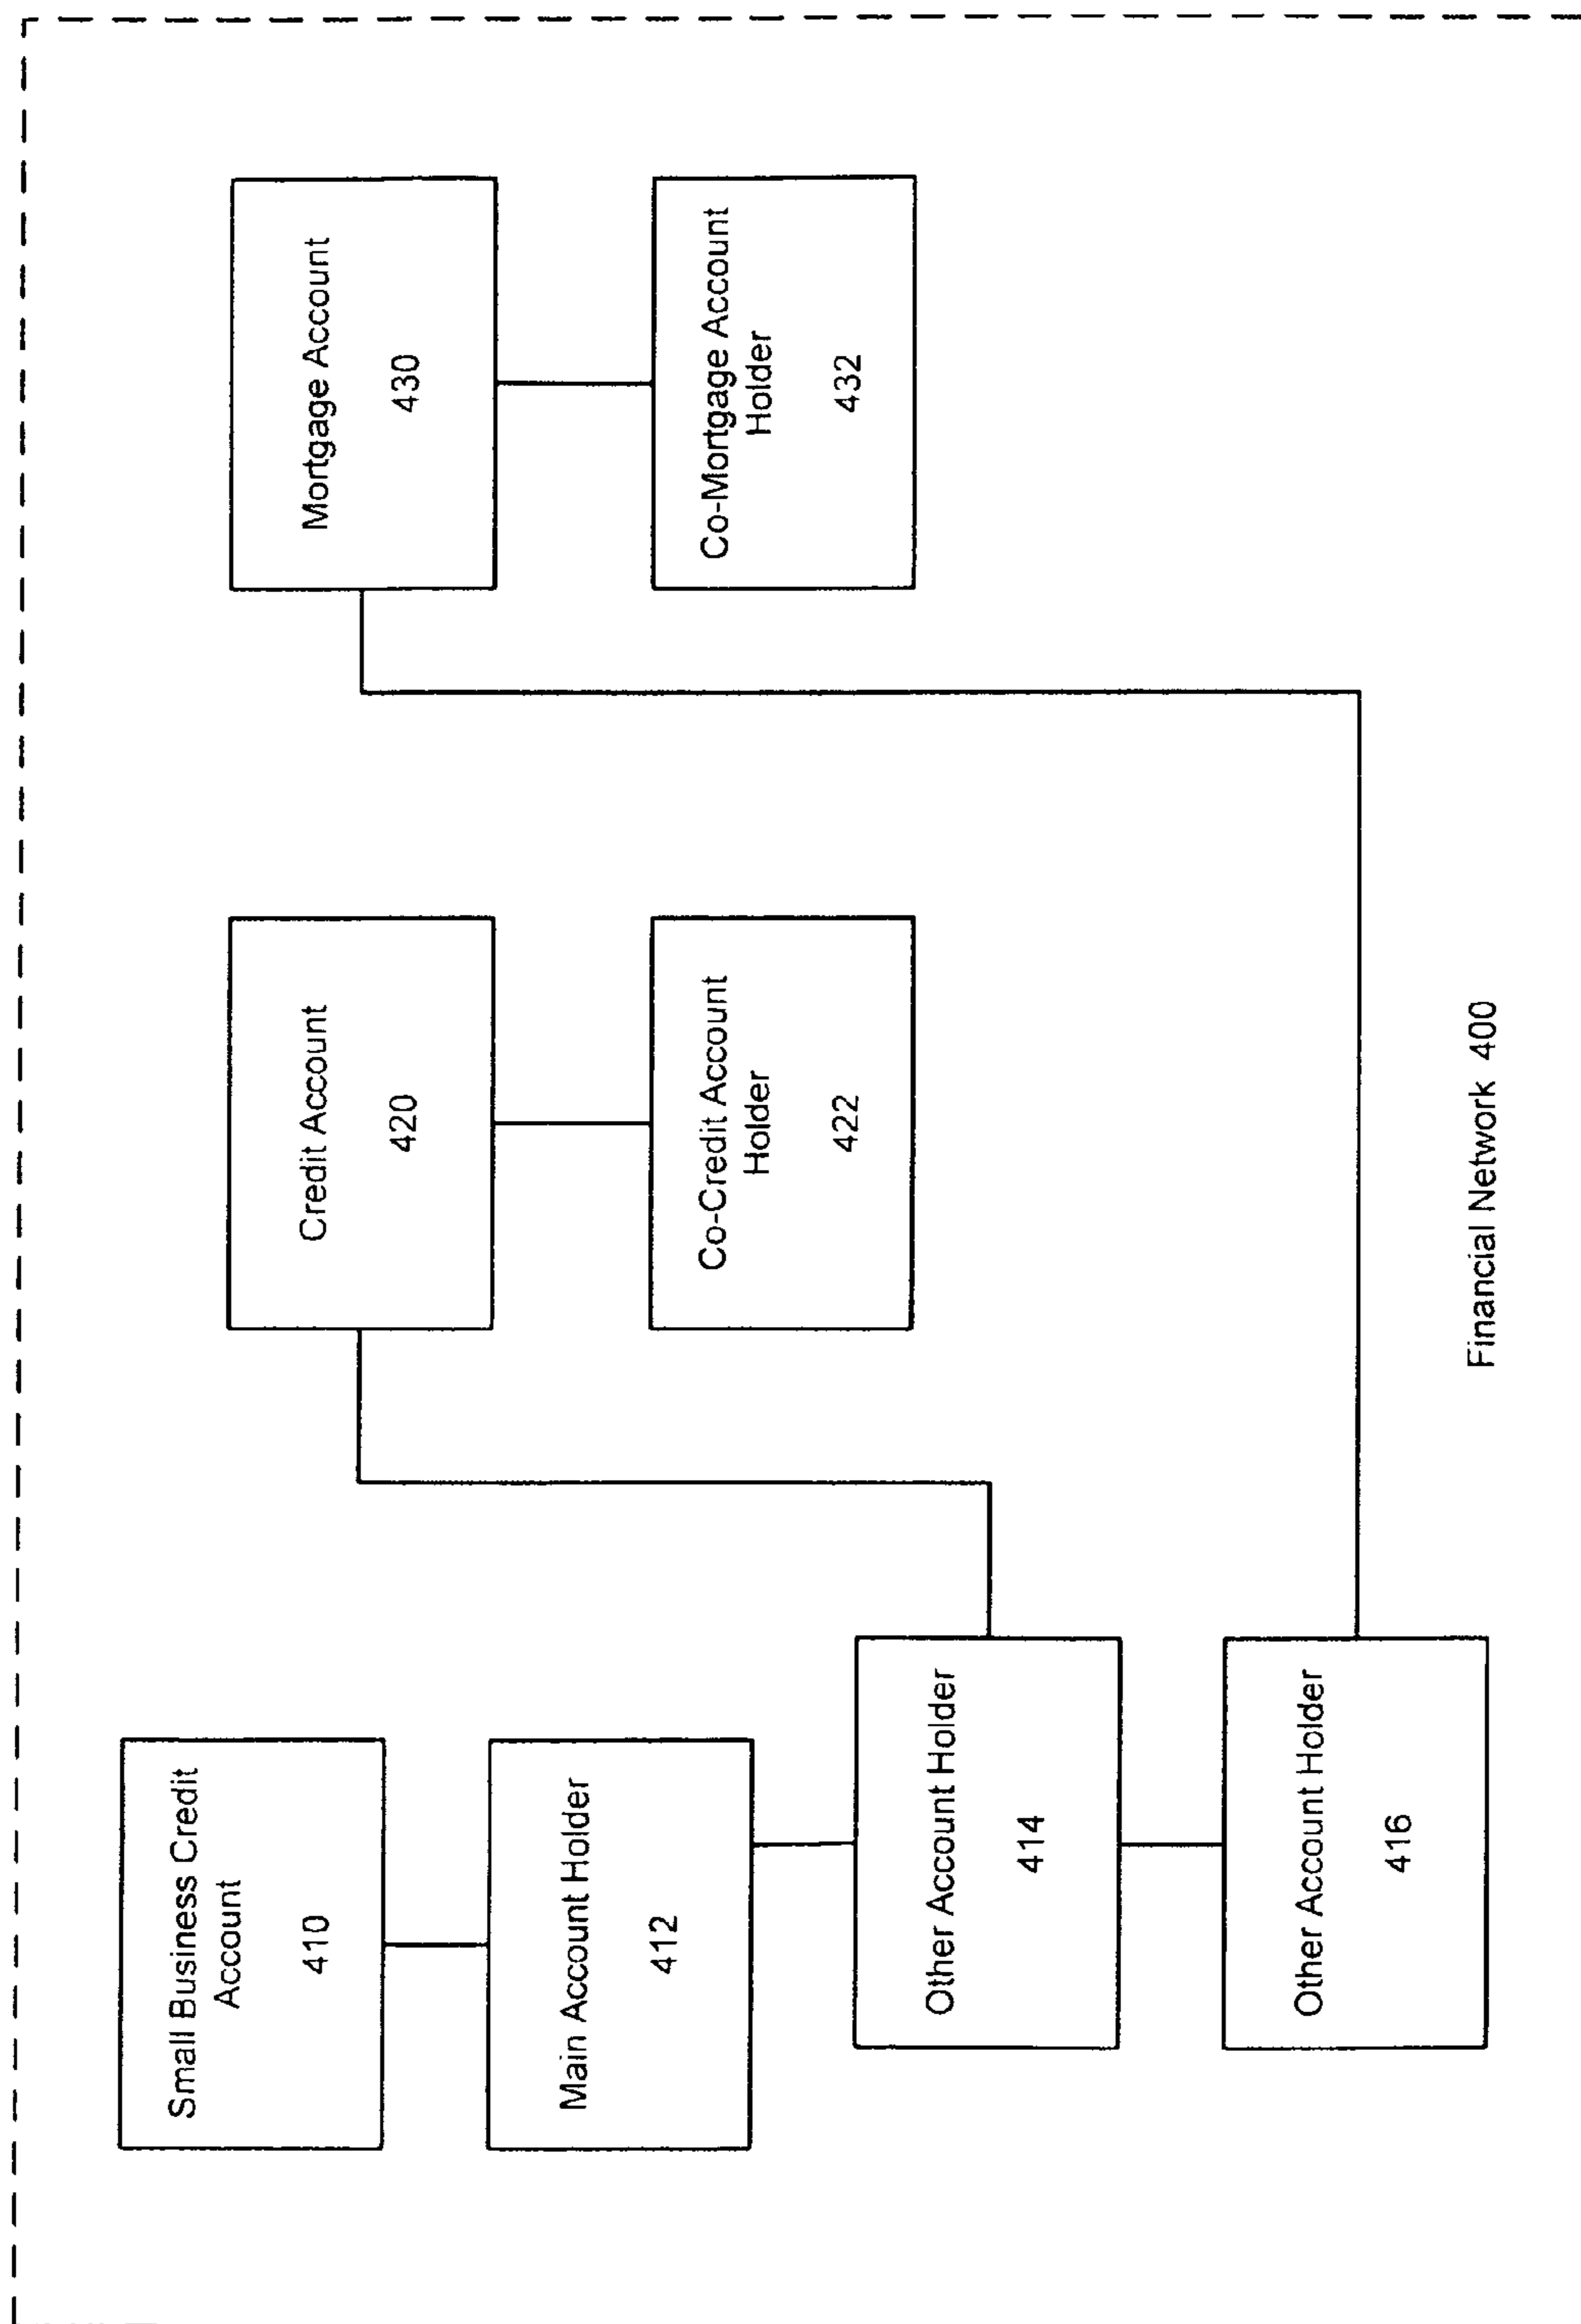 Small Business Credit
Account
410
Main Account Holder
412
Other Account Holder
414
Other Account Holder
416
Credit Account
420
Co-Credit Account
Holder
422
Mortgage Account
430
Co-Mortgage Account
Holder
432
Financial Network 400